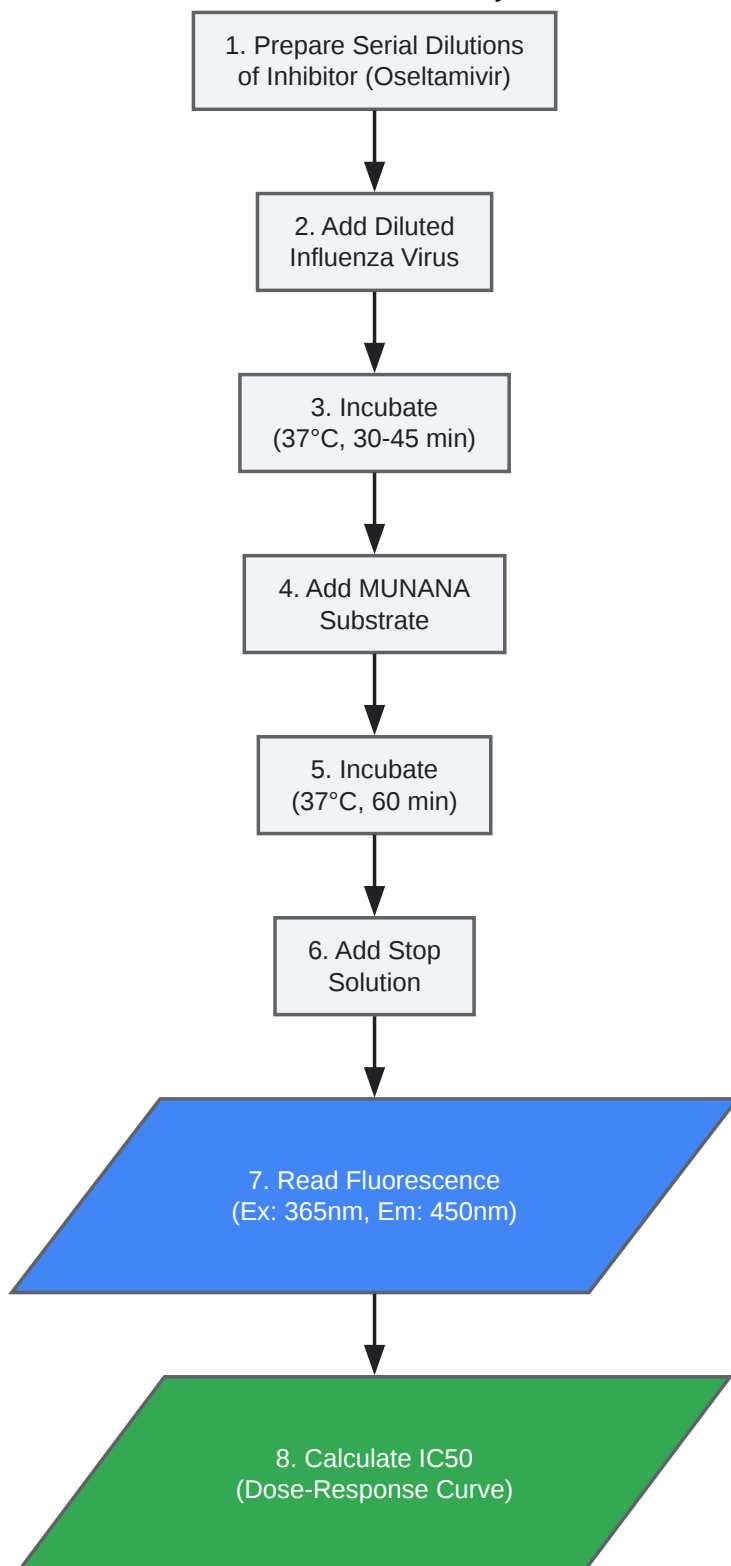 1. Prepare Serial Dilutions
of Inhibitor (Oseltamivir)
2. Add Diluted
Influenza Virus
3. Incubate
(37°C, 30-45 min)
4. Add MUNANA
Substrate
5. Incubate
(37°C, 60 min)
6. Add Stop
Solution
7. Read Fluorescence
(Ex: 365nm, Em: 450nm)
8. Calculate IC50
(Dose-Response Curve)